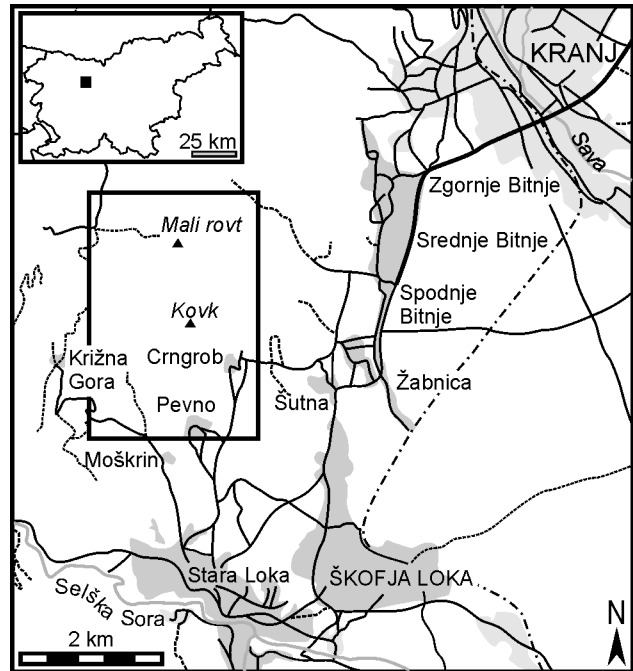 KRANJ
25 km
Sava
Zgornje Bitnje
Mali rovt
Srednje Bitnje
Spodnje
Bitnje
Kovk
Križna
Gora
Crngrob
Žabnica
Šutna
Pevno
Moškrin
Stara Loka
ŠKOFJA LOKA
Selška
Sora
N
2 km